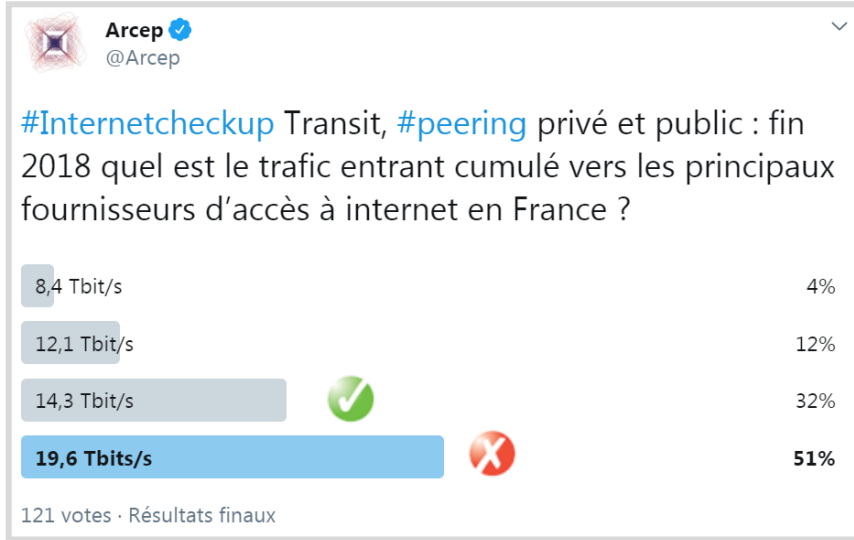 Arcep
@Arcep
#Internetcheckup Transit, #peering privé et public : fin
2018 quel est le trafic entrant cumulé vers les principaux
fournisseurs d’accès à internet en France ?
8,4 Tbit/s 4%
12,1 Tbit/s 12%
14,3 Tbit/s 32%
19,6 Tbits/s 51%
121 votes · Résultats finaux